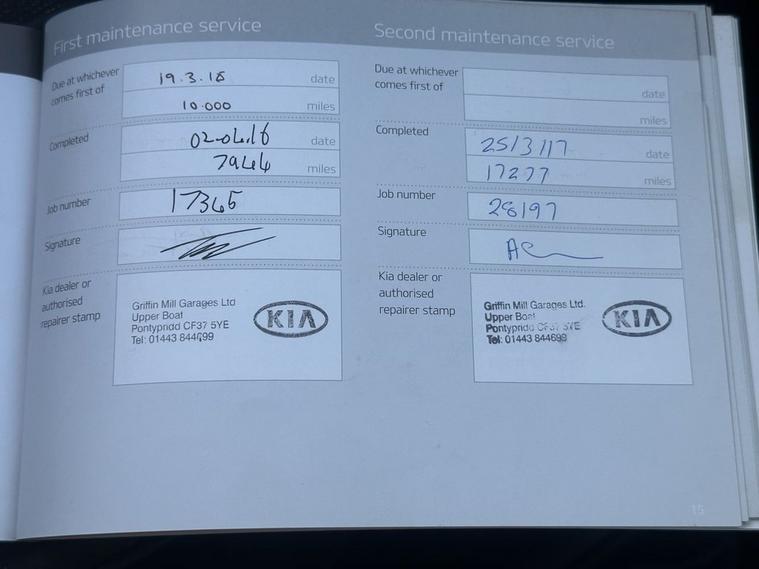 First maintenance service
Due at whichever
comes first of
19.3.16 date
10.000 miles
Completed
02-04.16 date
7944 miles
Job number
17365
Signature
Kia dealer or
authorised
repairer stamp
Griffin Mill Garages Ltd
Upper Boat
Pontypridd CF37 5YE
Tel: 01443 844699
KIA
Second maintenance service
Due at whichever
comes first of
date
miles
Completed
25/3/17 date
17277 miles
Job number
28197
Signature
Kia dealer or
authorised
repairer stamp
Griffin Mill Garages Ltd.
Upper Boat
Pontypridd CF37 5YE
Tel: 01443 844699
KIA
15